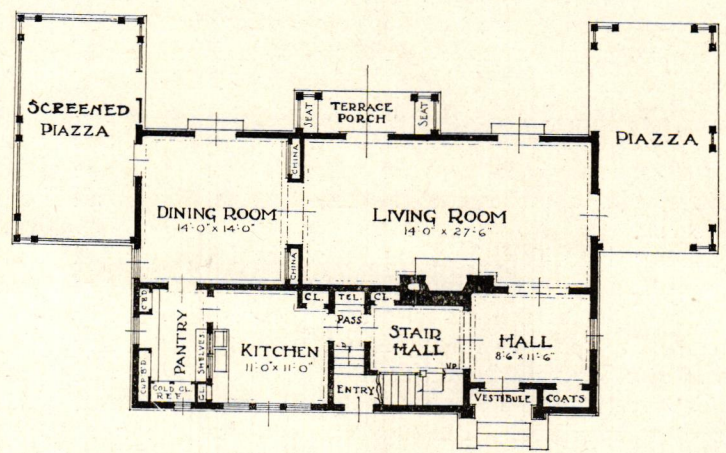 SCREENED
PIAZZA
SEAT
TERRACE
PORCH
SEAT
PIAZZA
CHINA
DINING ROOM
14'-0" x 14'-0"
LIVING ROOM
14'-0" x 27'-6"
CHINA
C.B'D
PANTRY
SHELVES
CUPB'D
COLD CL.
REF.
CL.
KITCHEN
11'-0" x 11'-0"
CL.
TEL.
CL.
PASS
ENTRY
STAIR
HALL
UP
HALL
8'-6" x 11'-6"
VESTIBULE
COATS